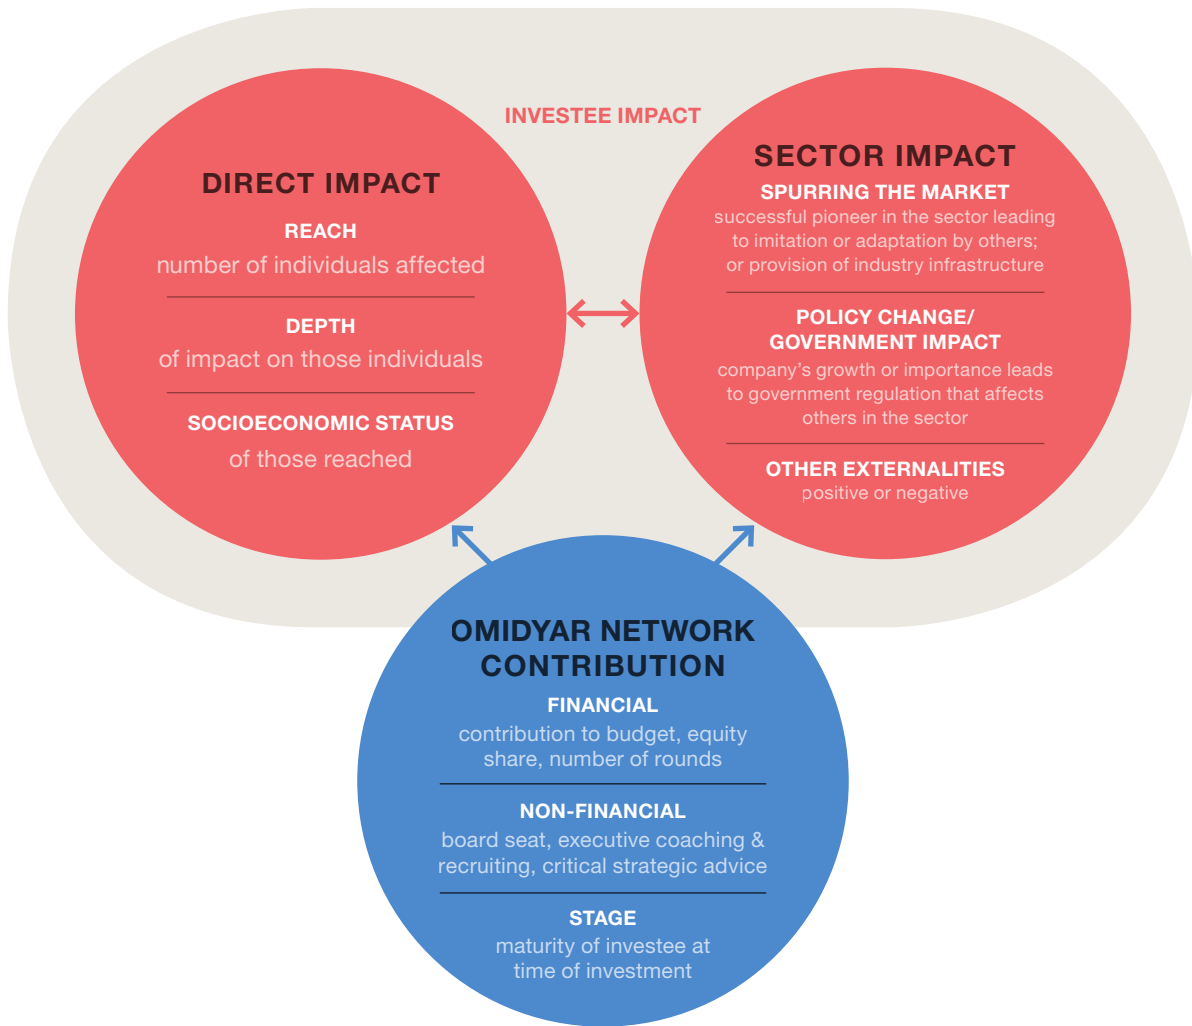 INVESTEE IMPACT
DIRECT IMPACT
REACH
number of individuals affected
DEPTH
of impact on those individuals
SOCIOECONOMIC STATUS
of those reached
SECTOR IMPACT
SPURRING THE MARKET
successful pioneer in the sector leading
to imitation or adaptation by others;
or provision of industry infrastructure
POLICY CHANGE/
GOVERNMENT IMPACT
company’s growth or importance leads
to government regulation that affects
others in the sector
OTHER EXTERNALITIES
positive or negative
OMIDYAR NETWORK
CONTRIBUTION
FINANCIAL
contribution to budget, equity
share, number of rounds
NON-FINANCIAL
board seat, executive coaching &
recruiting, critical strategic advice
STAGE
maturity of investee at
time of investment